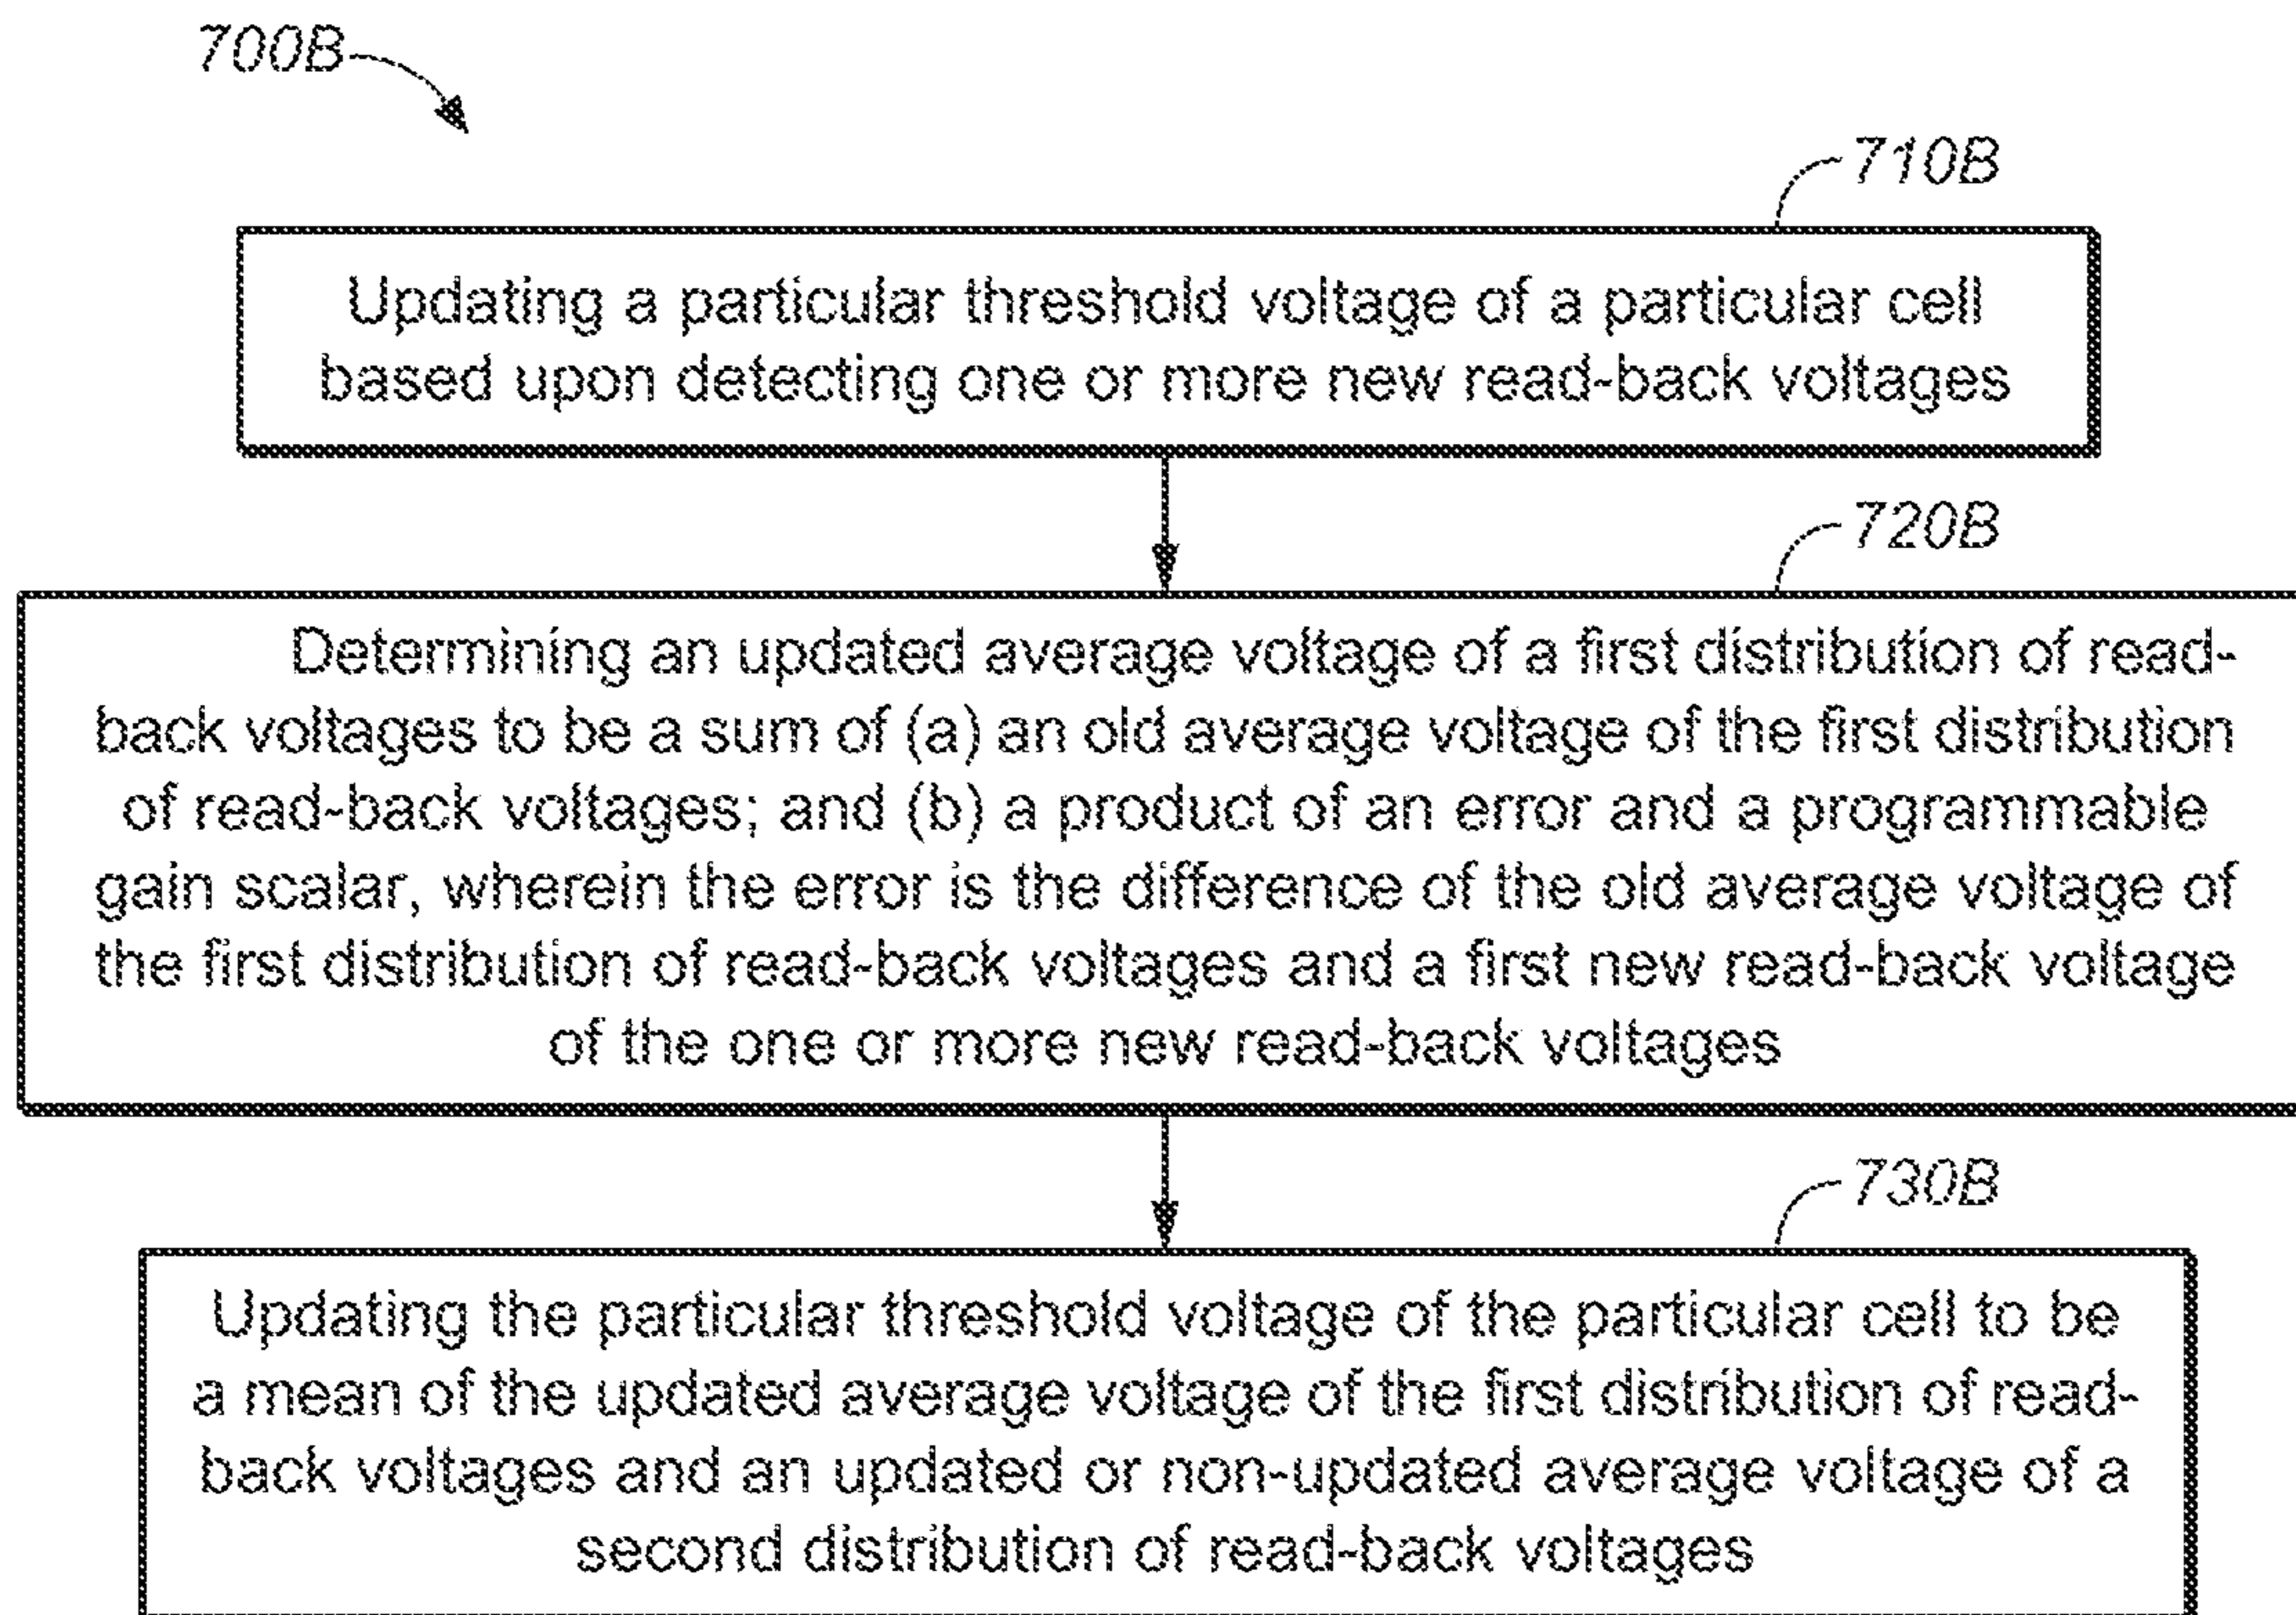 700B
710B
Updating a particular threshold voltage of a particular cell
based upon detecting one or more new read-back voltages
720B
Determining an updated average voltage of a first distribution of read-
back voltages to be a sum of (a) an old average voltage of the first distribution
of read-back voltages; and (b) a product of an error and a programmable
gain scalar, wherein the error is the difference of the old average voltage of
the first distribution of read-back voltages and a first new read-back voltage
of the one or more new read-back voltages
730B
Updating the particular threshold voltage of the particular cell to be
a mean of the updated average voltage of the first distribution of read-
back voltages and an updated or non-updated average voltage of a
second distribution of read-back voltages